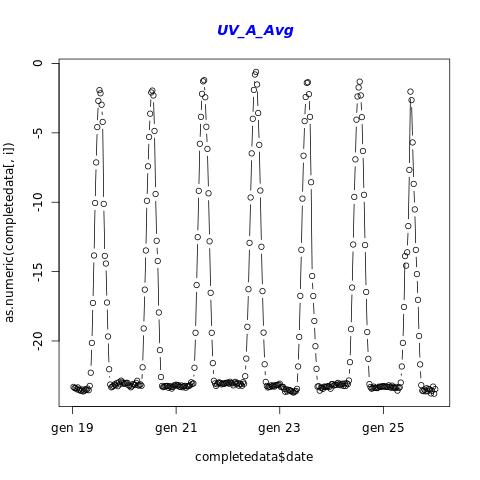 UV_A_Avg
0
-5
-10
-15
-20
as.numeric(completedata[, i])
gen 19 gen 21 gen 23 gen 25
completedata$date